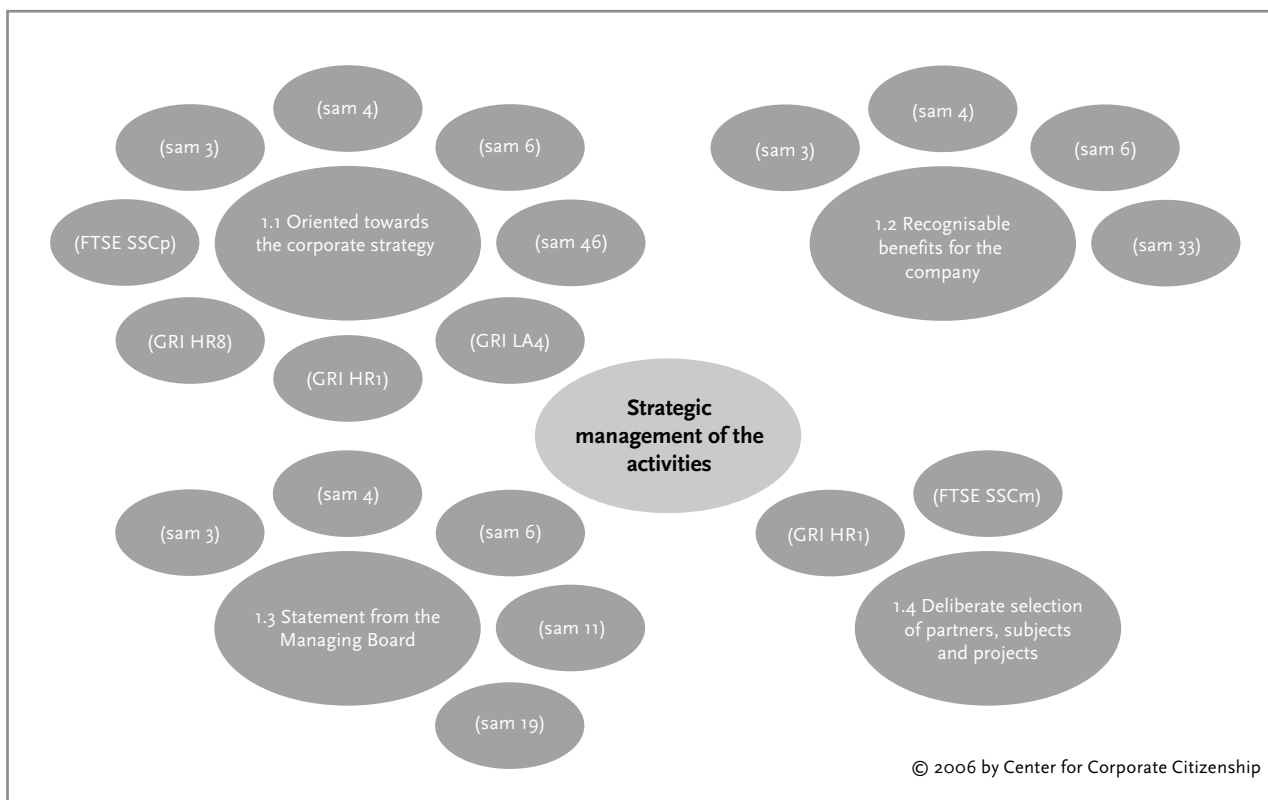 (sam 4)
(sam 3)
(sam 6)
(FTSE SSCp)
1.1 Oriented towards
the corporate strategy
(sam 46)
(GRI HR8)
(GRI HR1)
(GRI LA4)
(sam 4)
(sam 3)
(sam 6)
1.2 Recognisable
benefits for the
company
(sam 33)
Strategic
management of the
activities
(sam 4)
(sam 3)
(sam 6)
1.3 Statement from the
Managing Board
(sam 11)
(sam 19)
(FTSE SSCm)
(GRI HR1)
1.4 Deliberate selection
of partners, subjects
and projects
© 2006 by Center for Corporate Citizenship